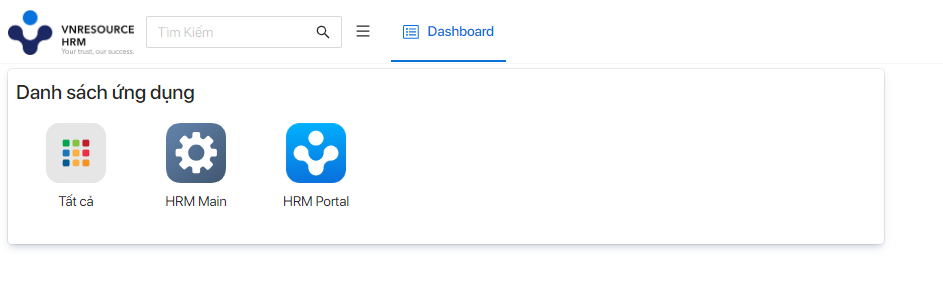 VNRESOURCE
HRM
Your trust, our success.
Tìm Kiếm
Dashboard
Danh sách ứng dụng
Tất cả
HRM Main
HRM Portal